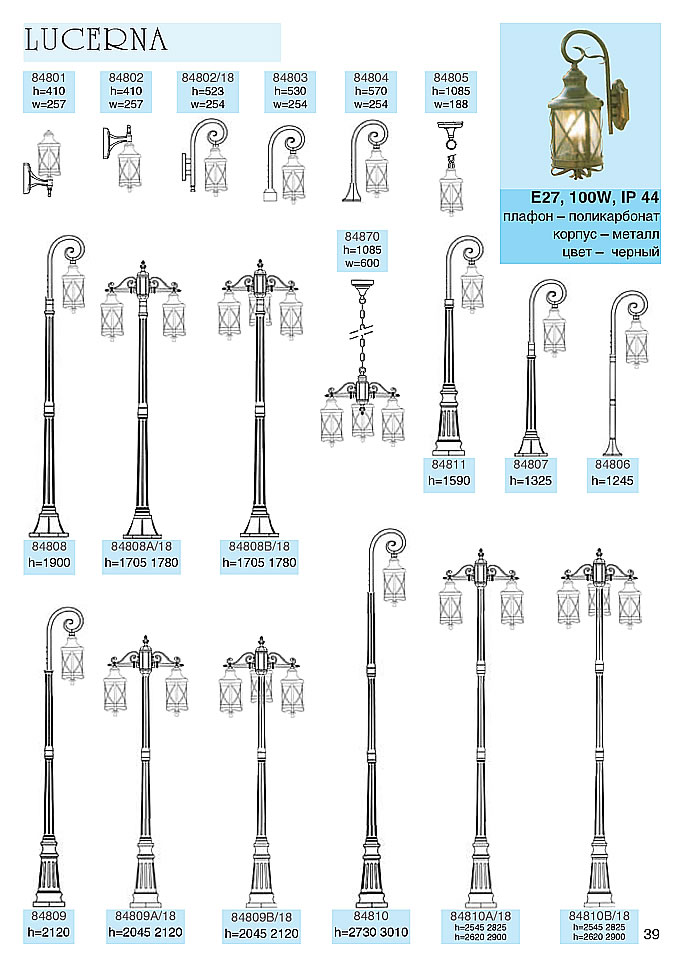 LUCERNA
84801
h=410
w=257
84802
h=410
w=257
84802/18
h=523
w=254
84803
h=530
w=254
84804
h=570
w=254
84805
h=1085
w=188
E27, 100W, IP 44
плафон – поликарбонат
корпус – металл
цвет – черный
84870
h=1085
w=600
84811
h=1590
84807
h=1325
84806
h=1245
84808
h=1900
84808A/18
h=1705 1780
84808B/18
h=1705 1780
84809
h=2120
84809A/18
h=2045 2120
84809B/18
h=2045 2120
84810
h=2730 3010
84810A/18
h=2545 2825
h=2620 2900
84810B/18
h=2545 2825
h=2620 2900
39